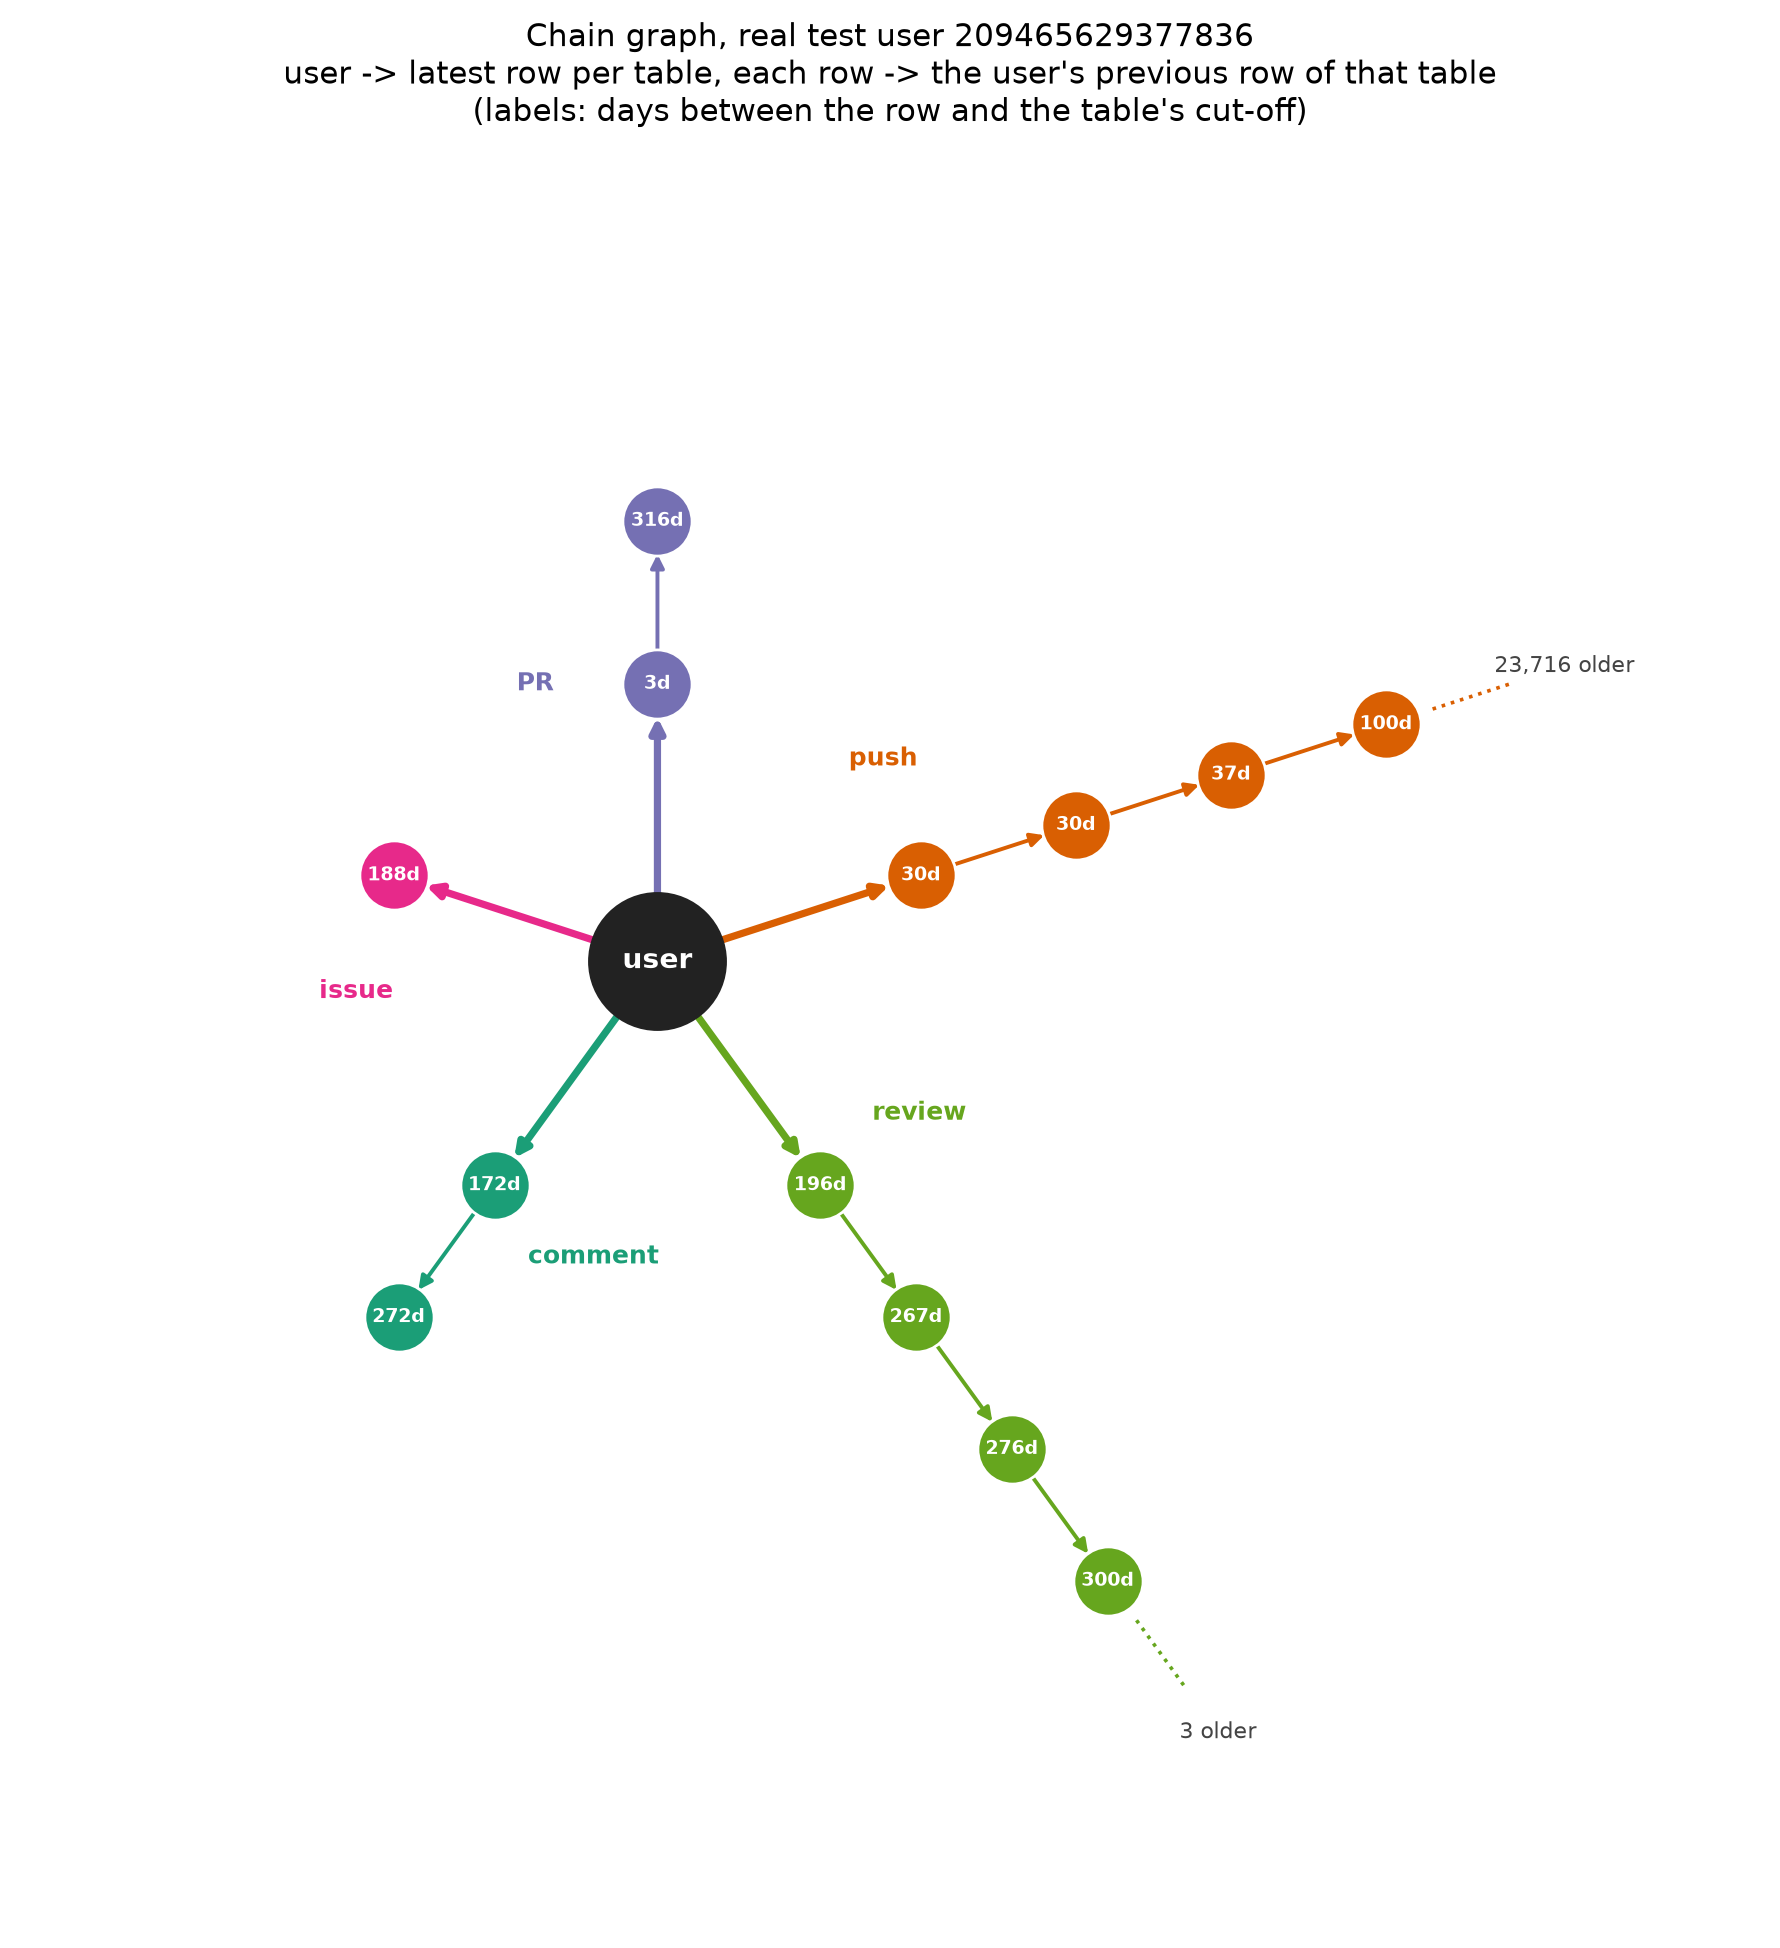 Chain graph, real test user 209465629377836
user -> latest row per table, each row -> the user's previous row of that table
(labels: days between the row and the table's cut-off)
316d
23,716 older
PR
3d
100d
push
37d
30d
188d
30d
user
issue
review
172d
196d
comment
272d
267d
276d
300d
3 older